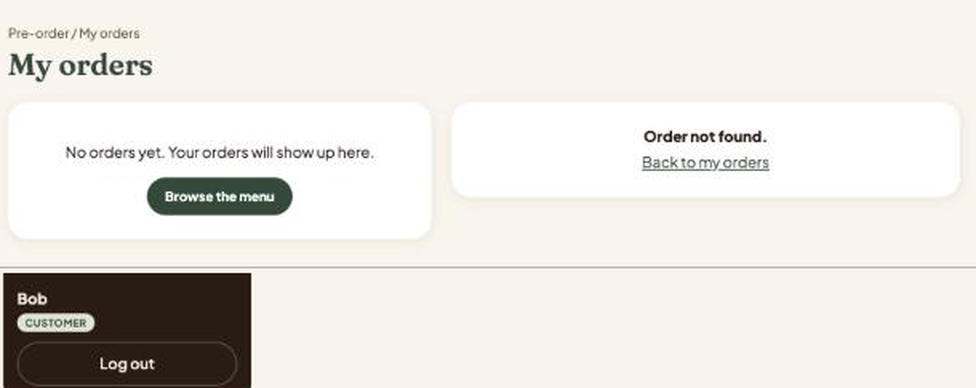 Pre-order / My orders
My orders
No orders yet. Your orders will show up here.
Browse the menu
Order not found.
Back to my orders
Bob
CUSTOMER
Log out